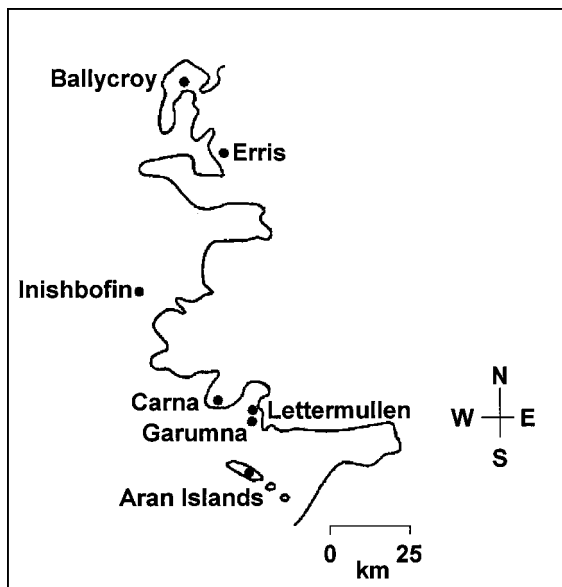 Ballycroy
Erris
Inishbofin
Carna
Lettermullen
Garumna
N
W E
S
Aran Islands
0 25
km